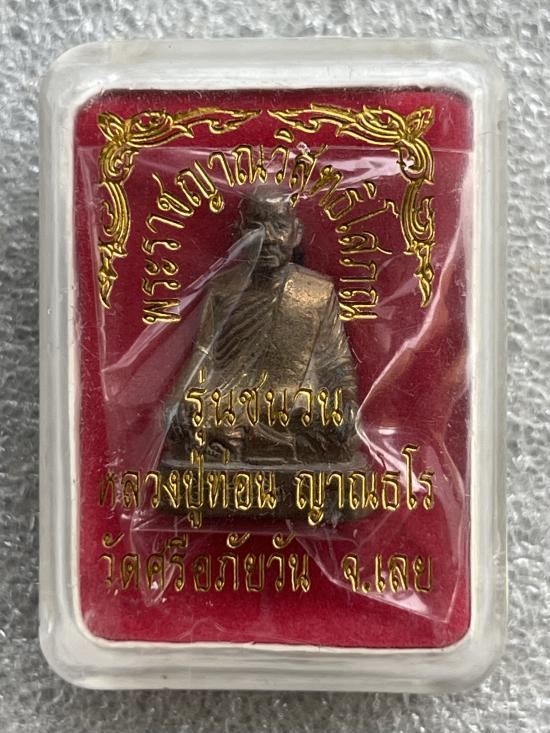 พระราชญาณวิสุทธิโสภณ
รุ่นชนวน
หลวงปู่ท่อน ญาณธโร
วัดศรีอภัยวัน จ.เลย